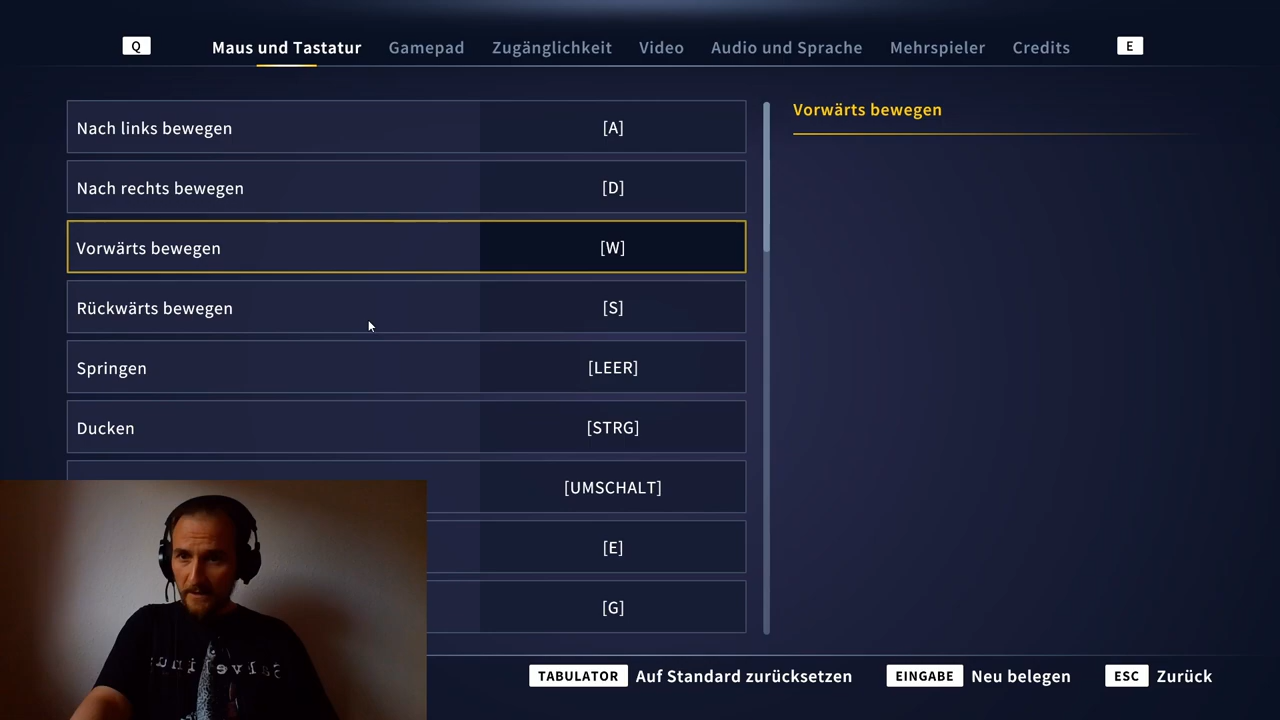 Q Maus und Tastatur Gamepad Zugänglichkeit Video Audio und Sprache Mehrspieler Credits E
Nach links bewegen [A]
Nach rechts bewegen [D]
Vorwärts bewegen [W]
Rückwärts bewegen [S]
Springen [LEER]
Ducken [STRG]
[UMSCHALT]
[E]
[G]
Vorwärts bewegen
TABULATOR Auf Standard zurücksetzen EINGABE Neu belegen ESC Zurück